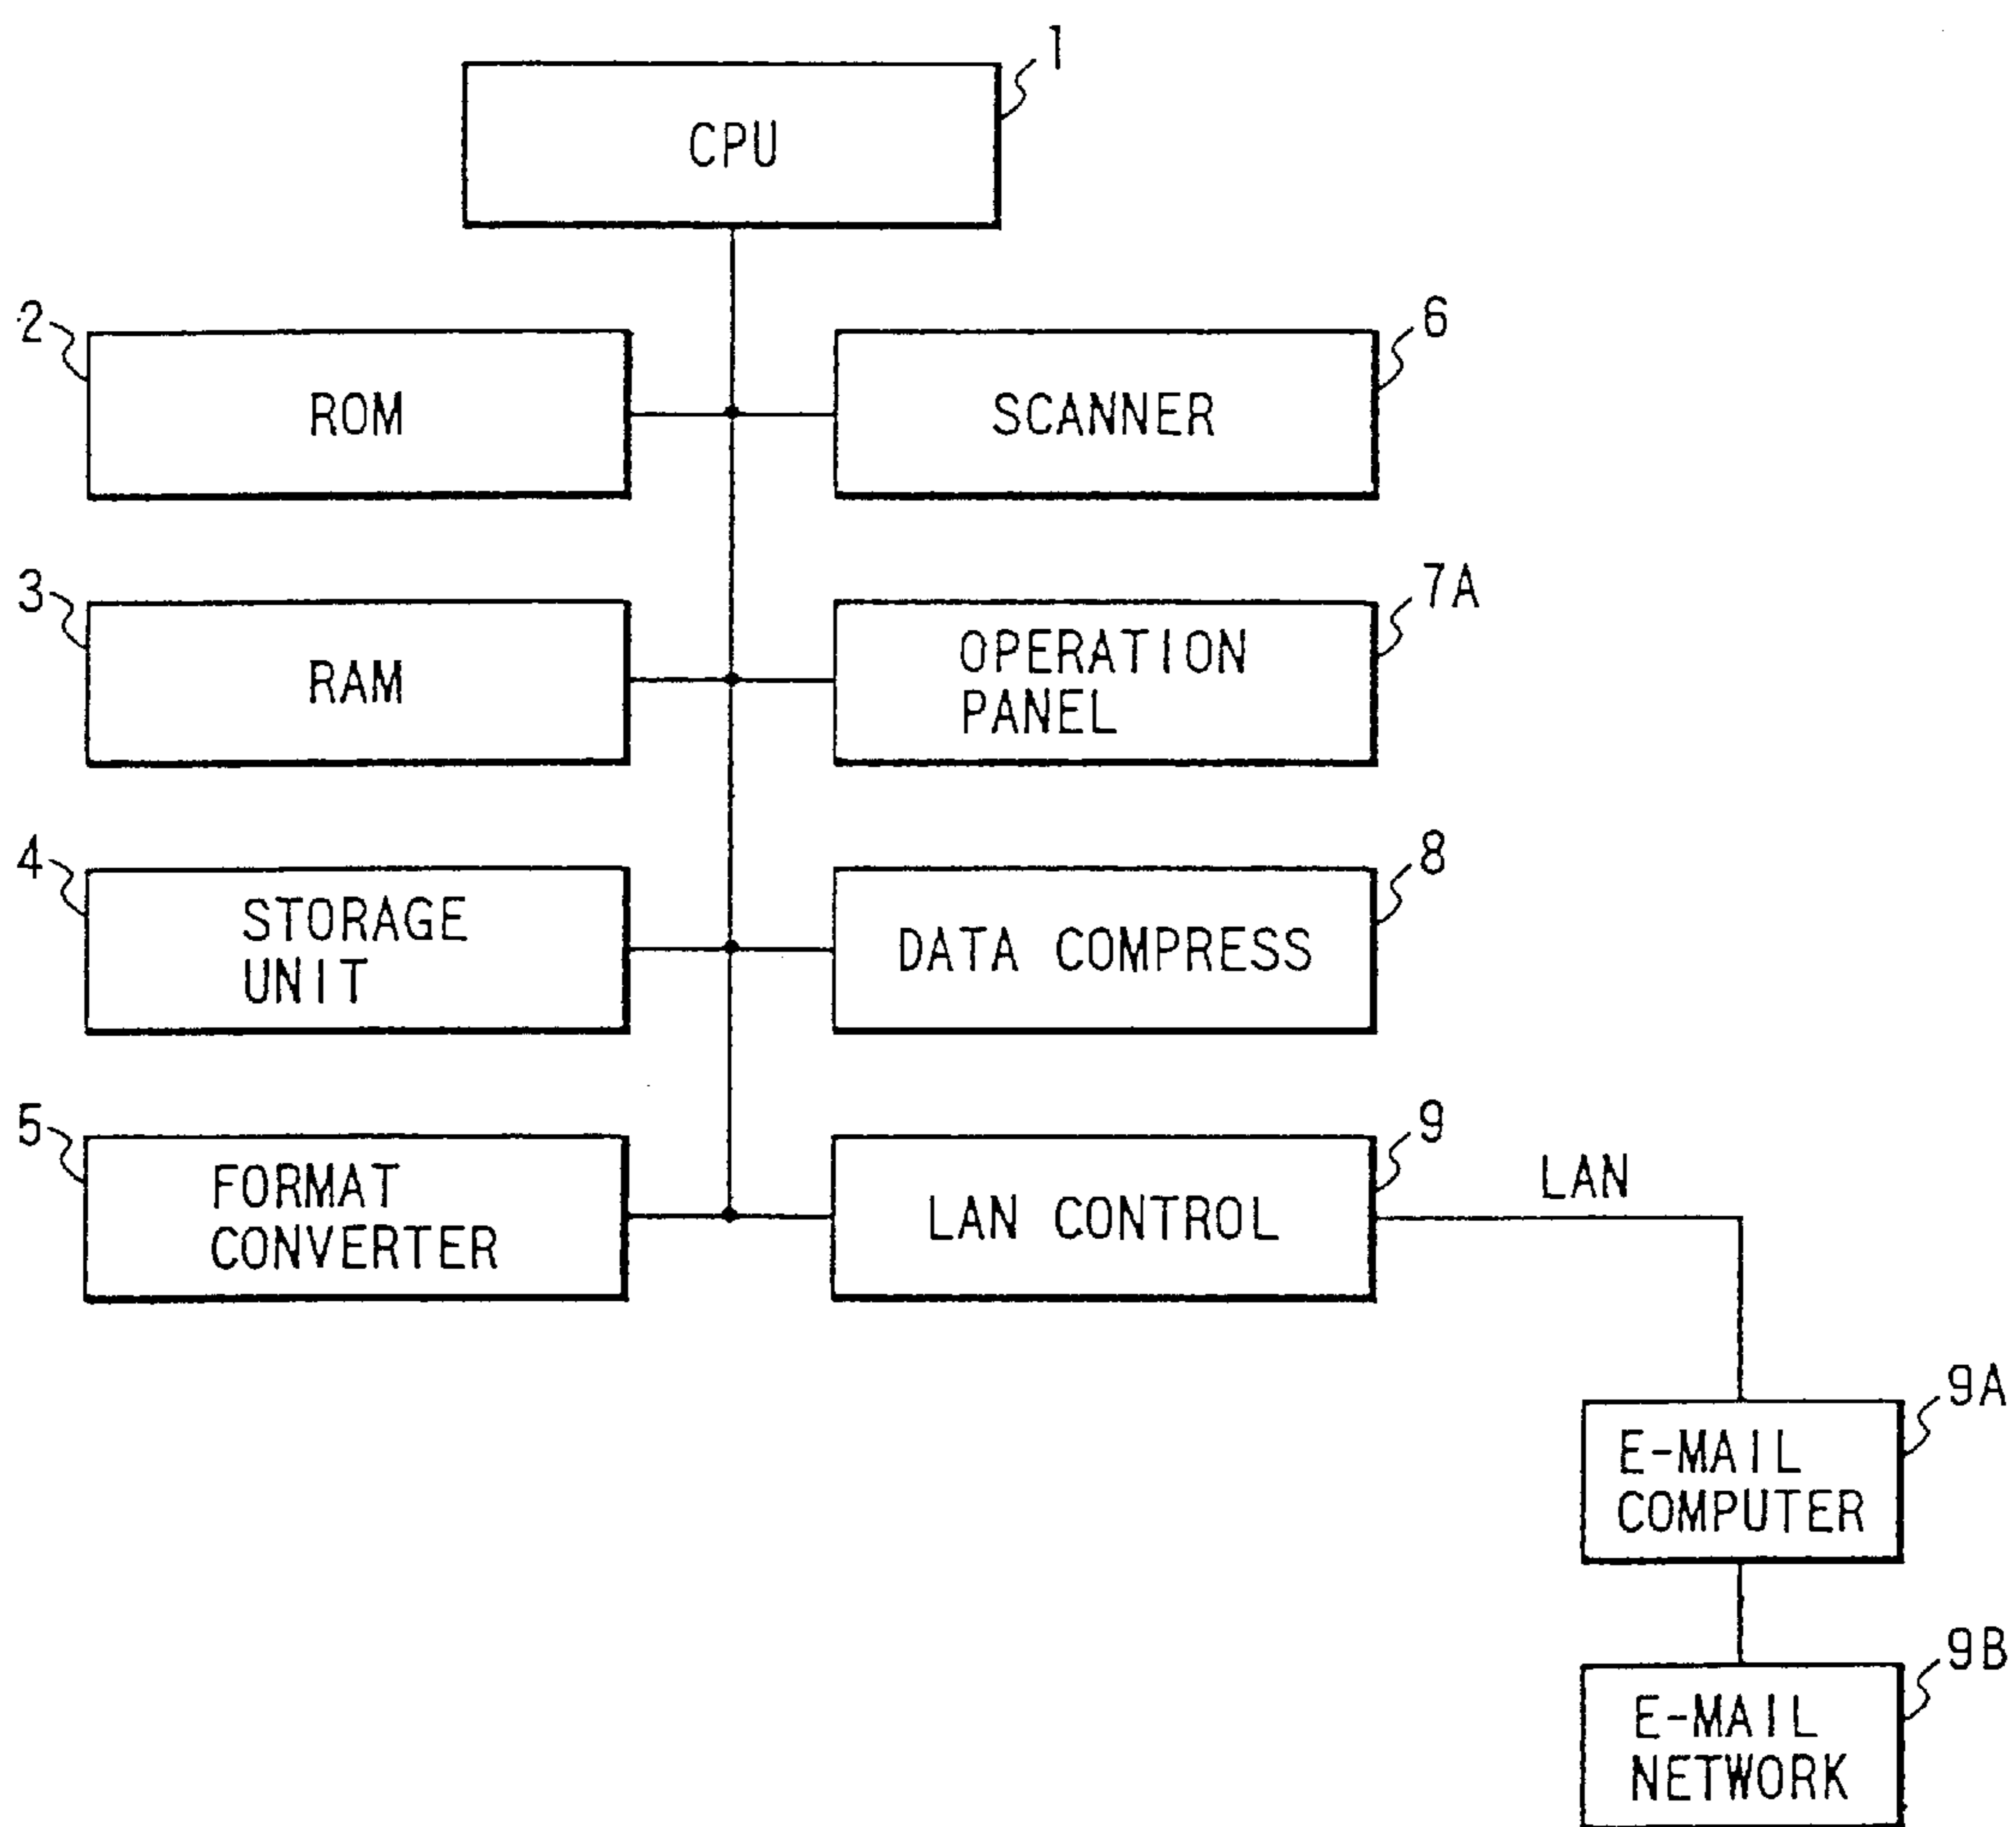 1
CPU
2
ROM
6
SCANNER
3
RAM
7A
OPERATION
PANEL
4
STORAGE
UNIT
8
DATA COMPRESS
5
FORMAT
CONVERTER
9
LAN CONTROL
LAN
9A
E-MAIL
COMPUTER
9B
E-MAIL
NETWORK